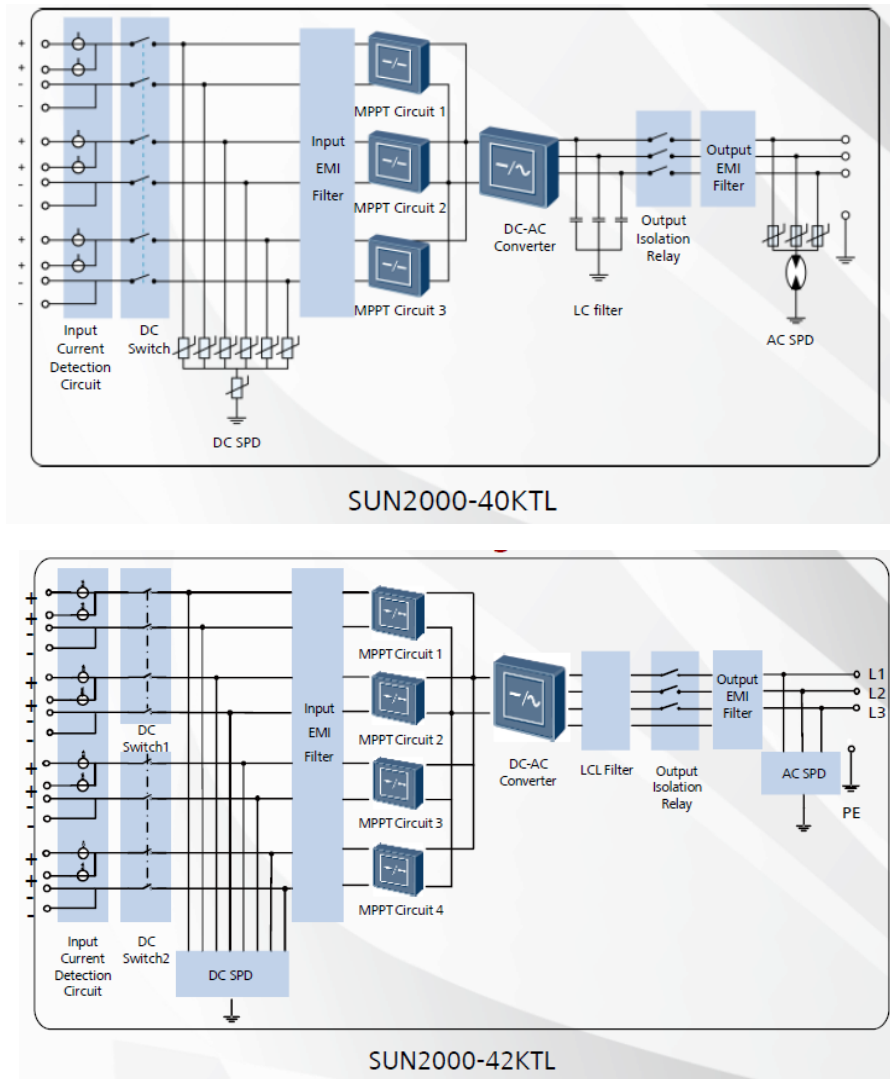 +
+
-
-
+
+
-
-
+
+
-
-
Input
Current
Detection
Circuit
DC
Switch
DC SPD
Input
EMI
Filter
MPPT Circuit 1
MPPT Circuit 2
MPPT Circuit 3
DC-AC
Converter
LC filter
Output
Isolation
Relay
Output
EMI
Filter
AC SPD
SUN2000-40KTL
+
+
-
-
+
+
-
-
+
+
-
-
+
+
-
-
Input
Current
Detection
Circuit
DC
Switch1
DC
Switch2
DC SPD
Input
EMI
Filter
MPPT Circuit 1
MPPT Circuit 2
MPPT Circuit 3
MPPT Circuit 4
DC-AC
Converter
LCL Filter
Output
Isolation
Relay
Output
EMI
Filter
L1
L2
L3
AC SPD
PE
SUN2000-42KTL